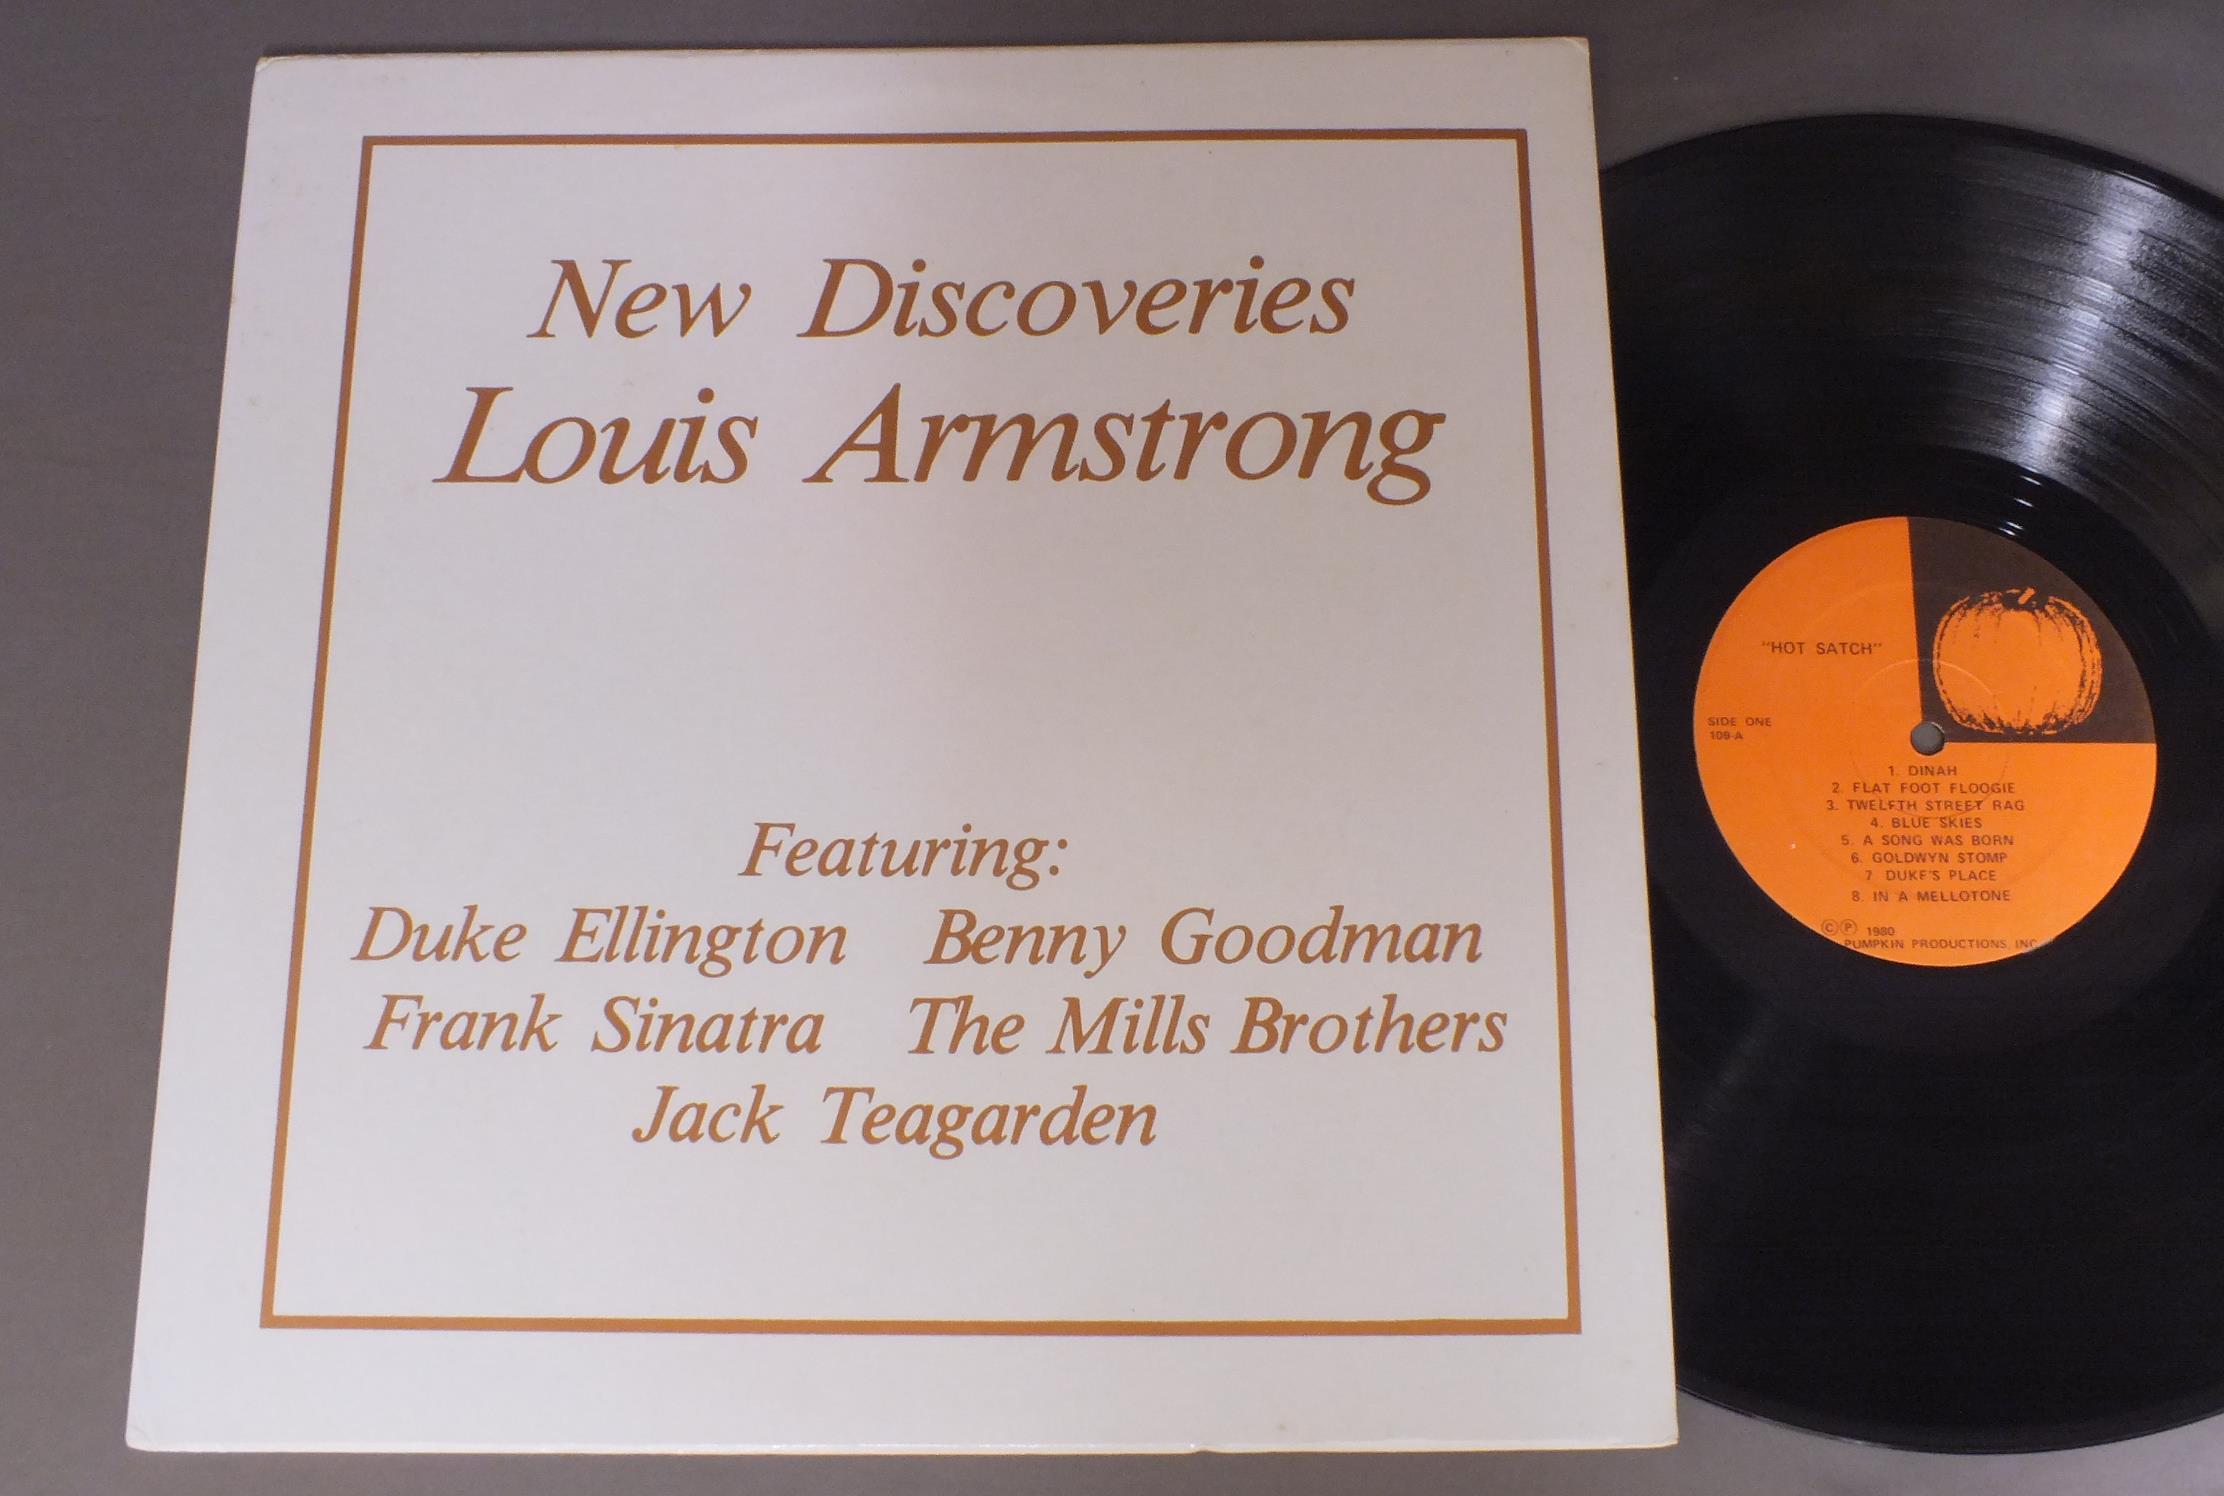 New Discoveries
Louis Armstrong
Featuring:
Duke Ellington Benny Goodman
Frank Sinatra The Mills Brothers
Jack Teagarden
"HOT SATCH"
SIDE ONE
109-A
1. DINAH
2. FLAT FOOT FLOOGIE
3. TWELFTH STREET RAG
4. BLUE SKIES
5. A SONG WAS BORN
6. GOLDWYN STOMP
7. DUKE'S PLACE
8. IN A MELLOTONE
©℗ 1980
PUMPKIN PRODUCTIONS, INC.